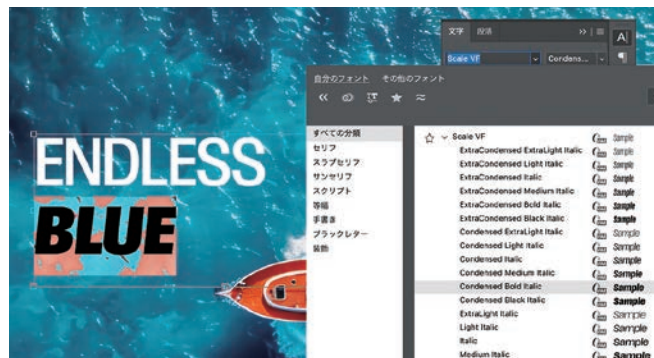 文字 段落
Scale VF Condens...
自分のフォント その他のフォント
ENDLESS
BLUE
すべての分類
セリフ
スラブセリフ
サンセリフ
スクリプト
等幅
手書き
ブラックレター
装飾
Scale VF Sample
ExtraCondensed ExtraLight Italic Sample
ExtraCondensed Light Italic Sample
ExtraCondensed Italic Sample
ExtraCondensed Medium Italic Sample
ExtraCondensed Bold Italic Sample
ExtraCondensed Black Italic Sample
Condensed ExtraLight Italic Sample
Condensed Light Italic Sample
Condensed Italic Sample
Condensed Medium Italic Sample
Condensed Bold Italic Sample
Condensed Black Italic Sample
ExtraLight Italic Sample
Light Italic Sample
Italic Sample
Medium Italic Sample